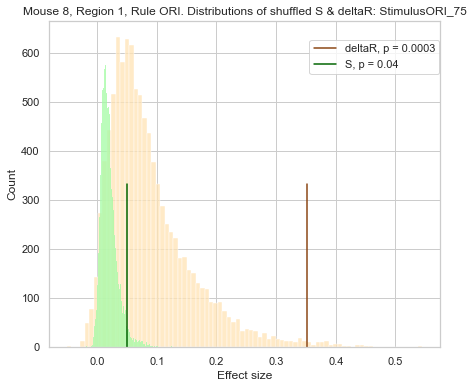 Mouse 8, Region 1, Rule ORI. Distributions of shuffled S & deltaR: StimulusORI_75
deltaR, p = 0.0003
S, p = 0.04
600
500
400
300
200
100
0
Count
0.0 0.1 0.2 0.3 0.4 0.5
Effect size